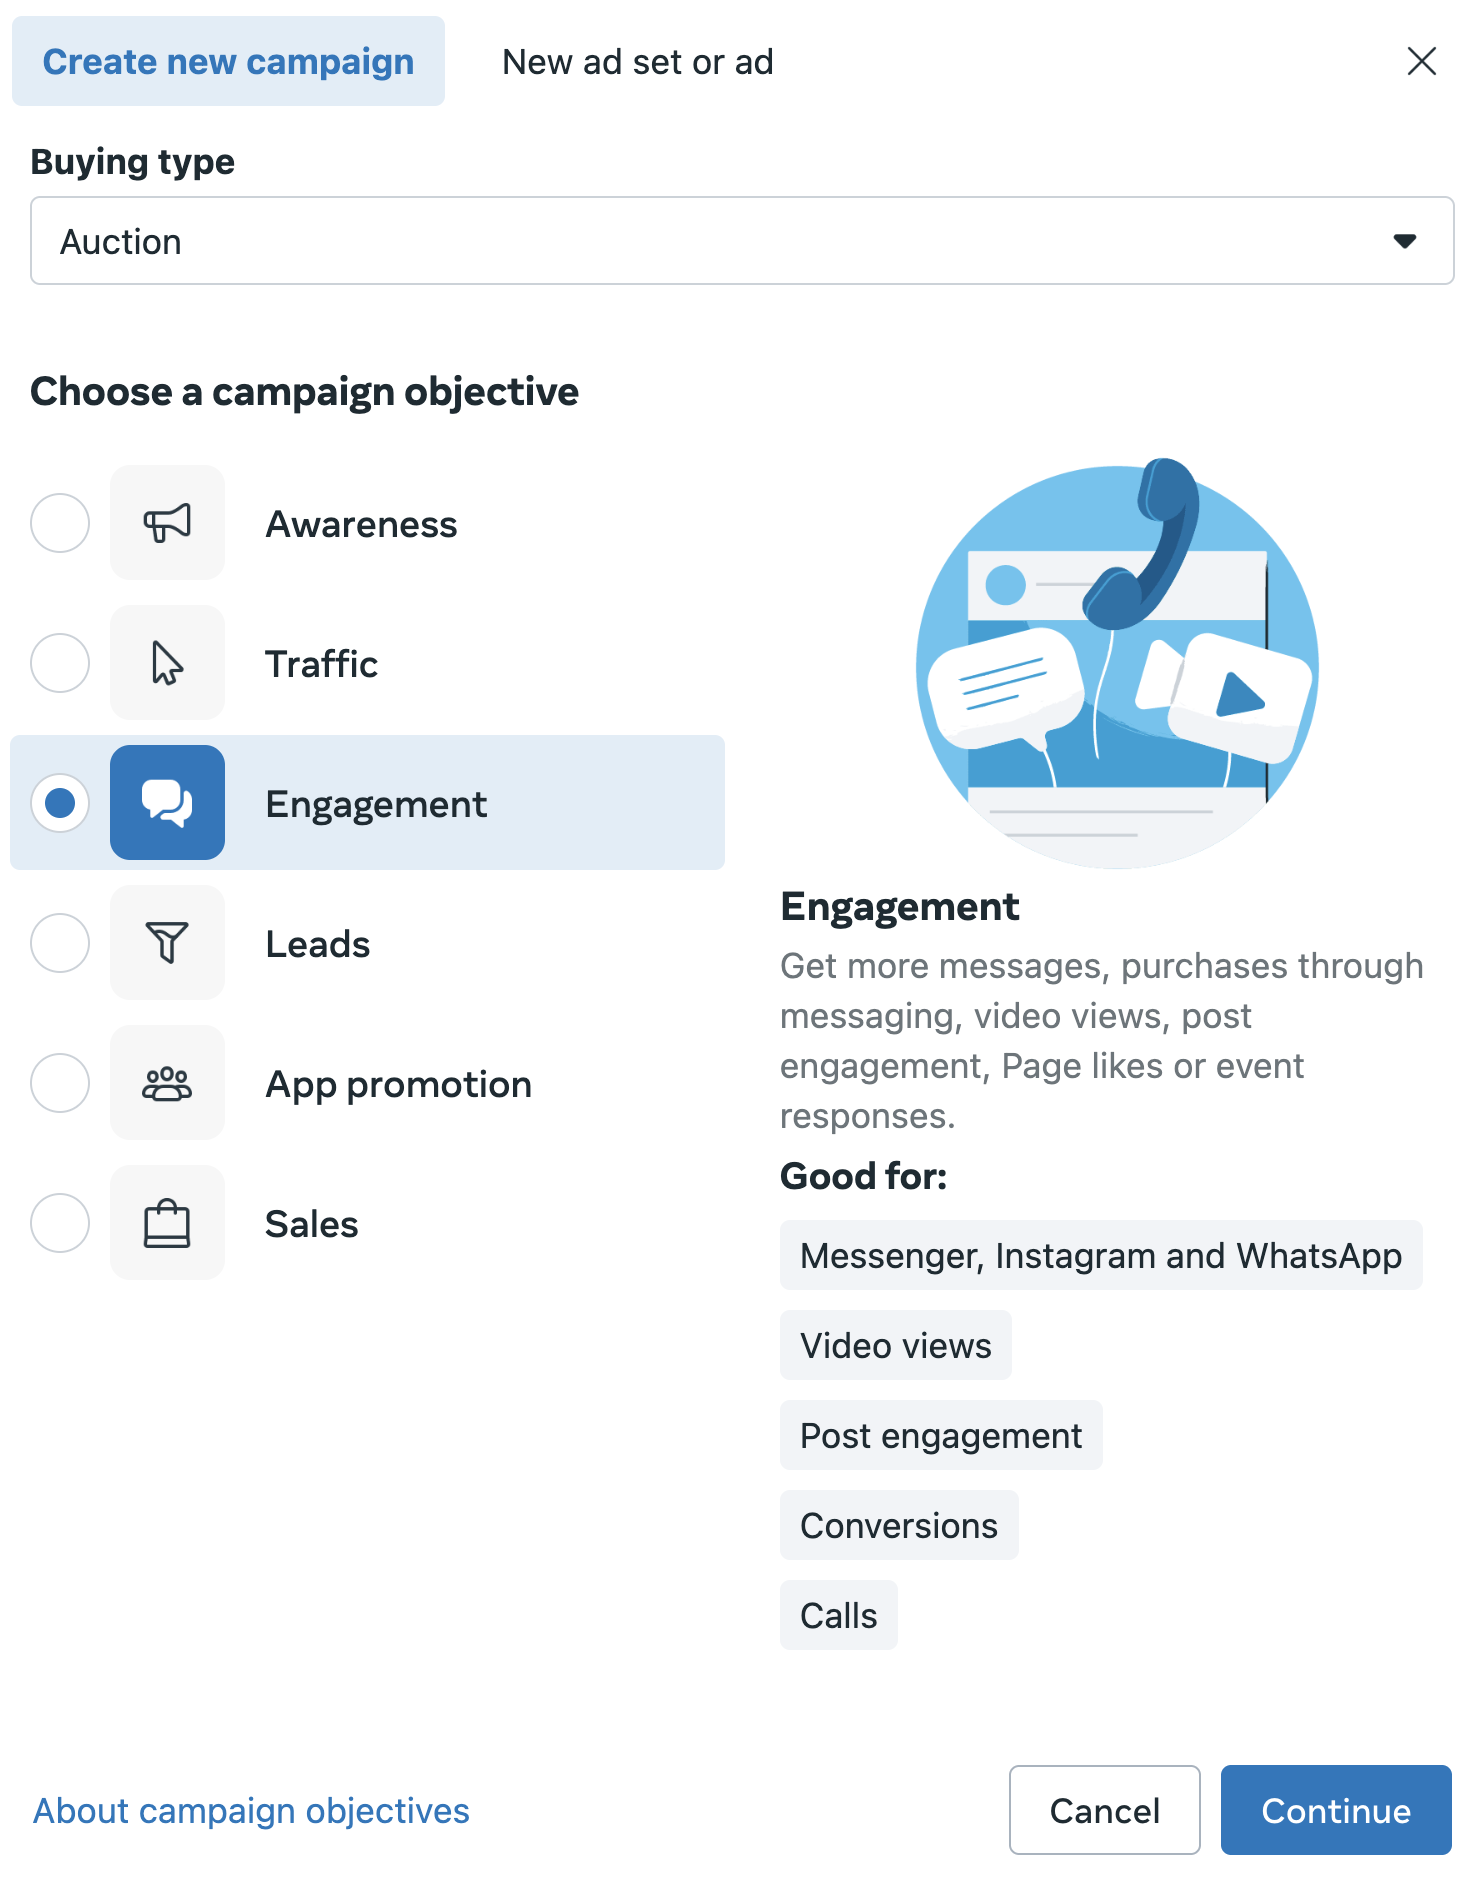 Create new campaign
New ad set or ad
Buying type
Auction
Choose a campaign objective
Awareness
Traffic
Engagement
Leads
App promotion
Sales
Engagement
Get more messages, purchases through
messaging, video views, post
engagement, Page likes or event
responses.
Good for:
Messenger, Instagram and WhatsApp
Video views
Post engagement
Conversions
Calls
About campaign objectives
Cancel
Continue